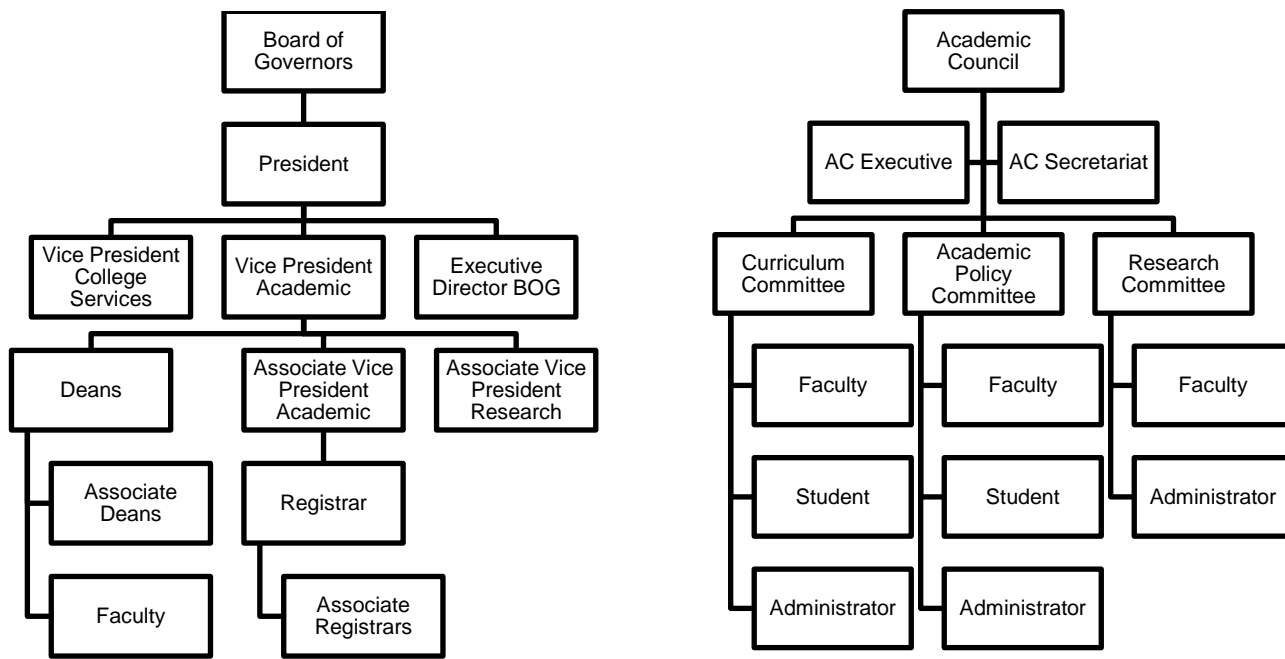 Board of
Governors
President
Vice President
College
Services
Vice President
Academic
Executive
Director BOG
Deans
Associate Vice
President
Academic
Associate Vice
President
Research
Associate
Deans
Registrar
Faculty
Associate
Registrars
Academic
Council
AC Executive
AC Secretariat
Curriculum
Committee
Academic
Policy
Committee
Research
Committee
Faculty
Faculty
Faculty
Student
Student
Administrator
Administrator
Administrator